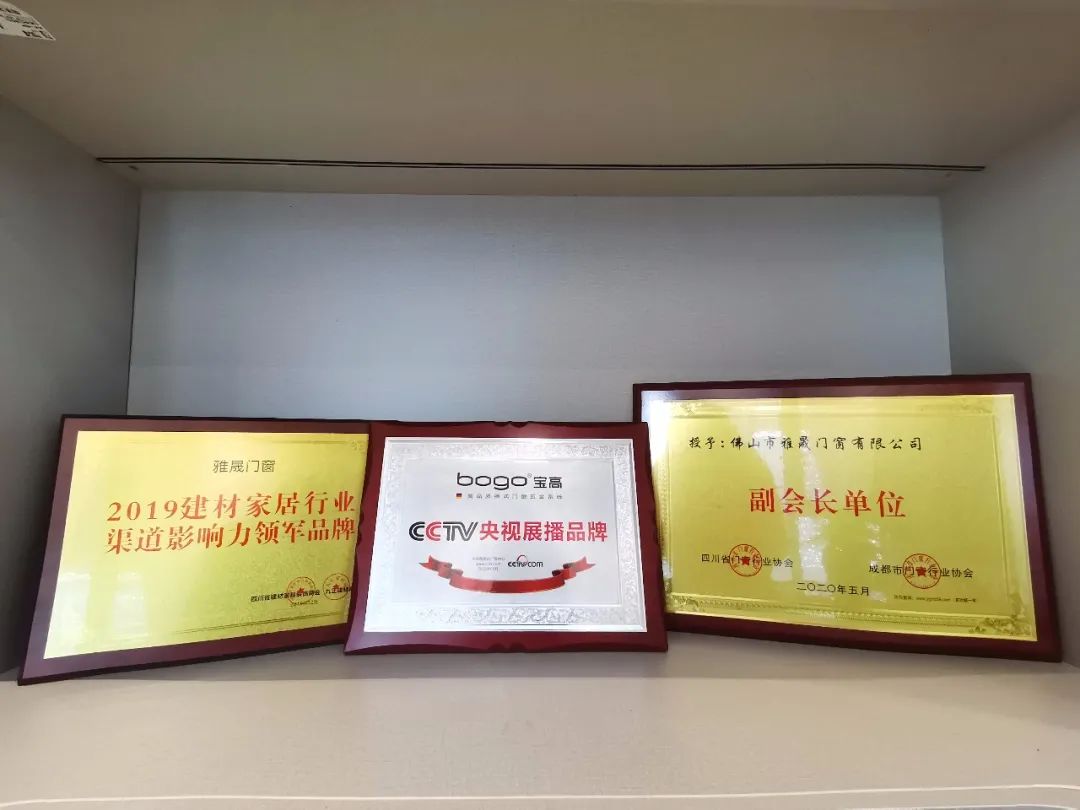 雅晟门窗
2019建材家居行业
渠道影响力领军品牌
bogo®宝高
CCTV央视展播品牌
cctv.com
授予:佛山市雅晟门窗有限公司
副会长单位
四川省门窗行业协会
成都市门窗行业协会
二〇二〇年五月